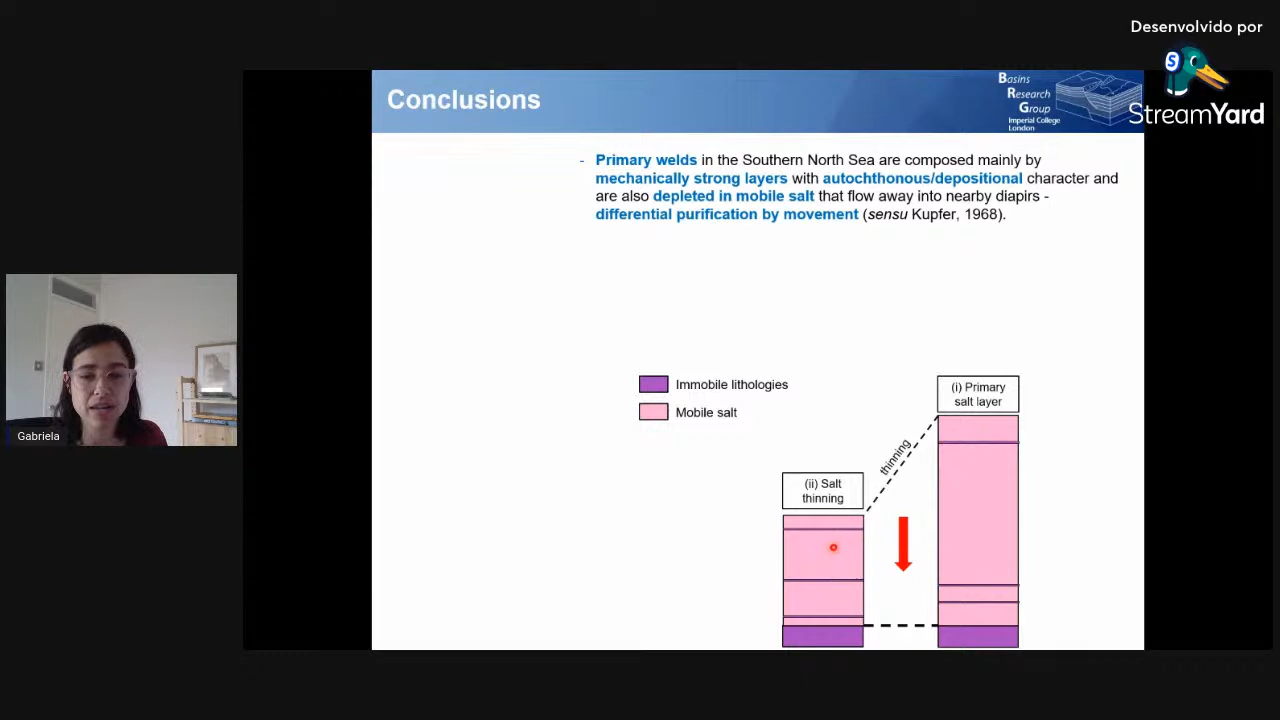 Desenvolvido por
StreamYard
Conclusions
Basins
Research
Group
Imperial College
London
- Primary welds in the Southern North Sea are composed mainly by
mechanically strong layers with autochthonous/depositional character and
are also depleted in mobile salt that flow away into nearby diapirs -
differential purification by movement (sensu Kupfer, 1968).
Immobile lithologies
Mobile salt
(i) Primary
salt layer
thinning
(ii) Salt
thinning
Gabriela